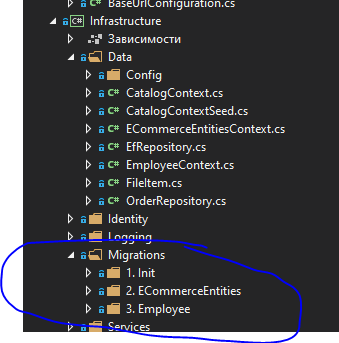 BaseUrlConfiguration.cs
C# Infrastructure
Зависимости
Data
Config
C# CatalogContext.cs
C# CatalogContextSeed.cs
C# ECommerceEntitiesContext.cs
C# EfRepository.cs
C# EmployeeContext.cs
C# FileItem.cs
C# OrderRepository.cs
Identity
Logging
Migrations
1. Init
2. ECommerceEntities
3. Employee
Services